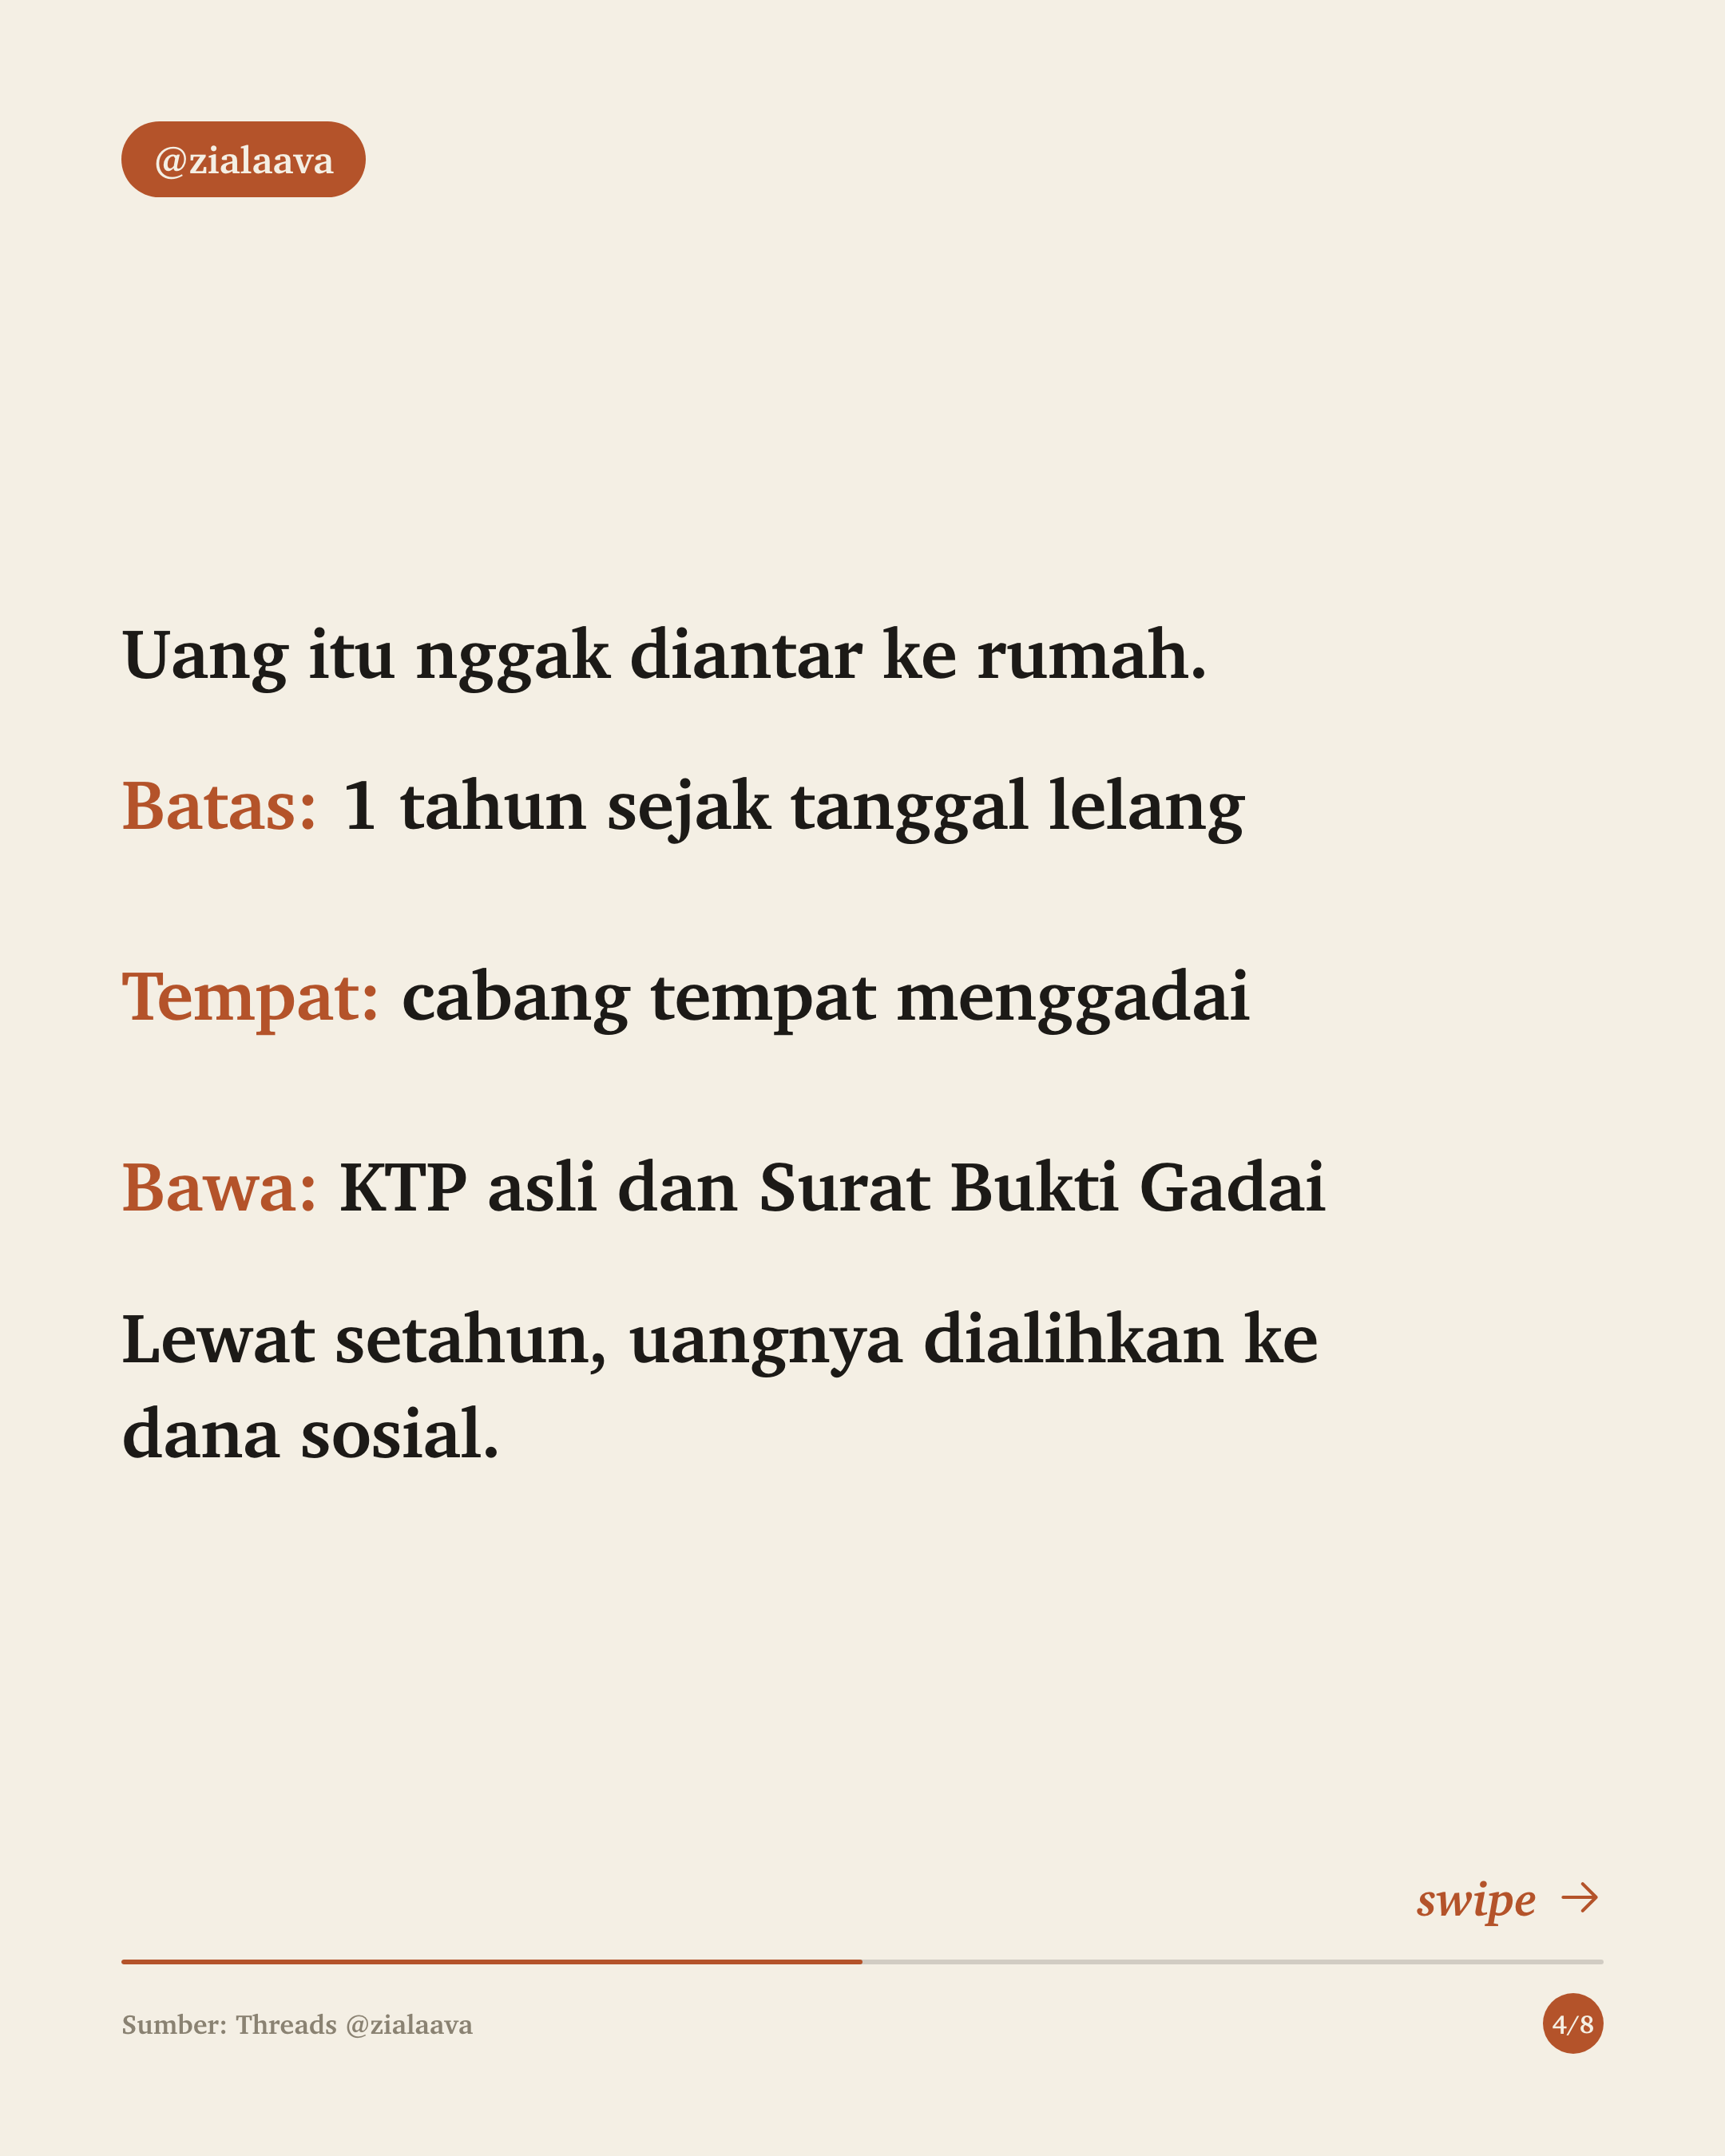 @zialaava
Uang itu nggak diantar ke rumah.
Batas: 1 tahun sejak tanggal lelang
Tempat: cabang tempat menggadai
Bawa: KTP asli dan Surat Bukti Gadai
Lewat setahun, uangnya dialihkan ke
dana sosial.
swipe →
Sumber: Threads @zialaava
4/8